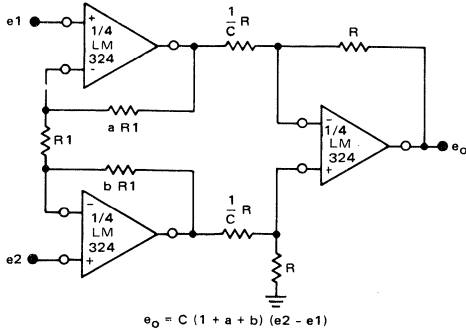 e1
+
1/4
LM
324
-
1/C R
R
a R1
R1
b R1
-
1/4
LM
324
+
eo
-
1/4
LM
324
+
e2
1/C R
R
eo = C (1 + a + b) (e2 - e1)